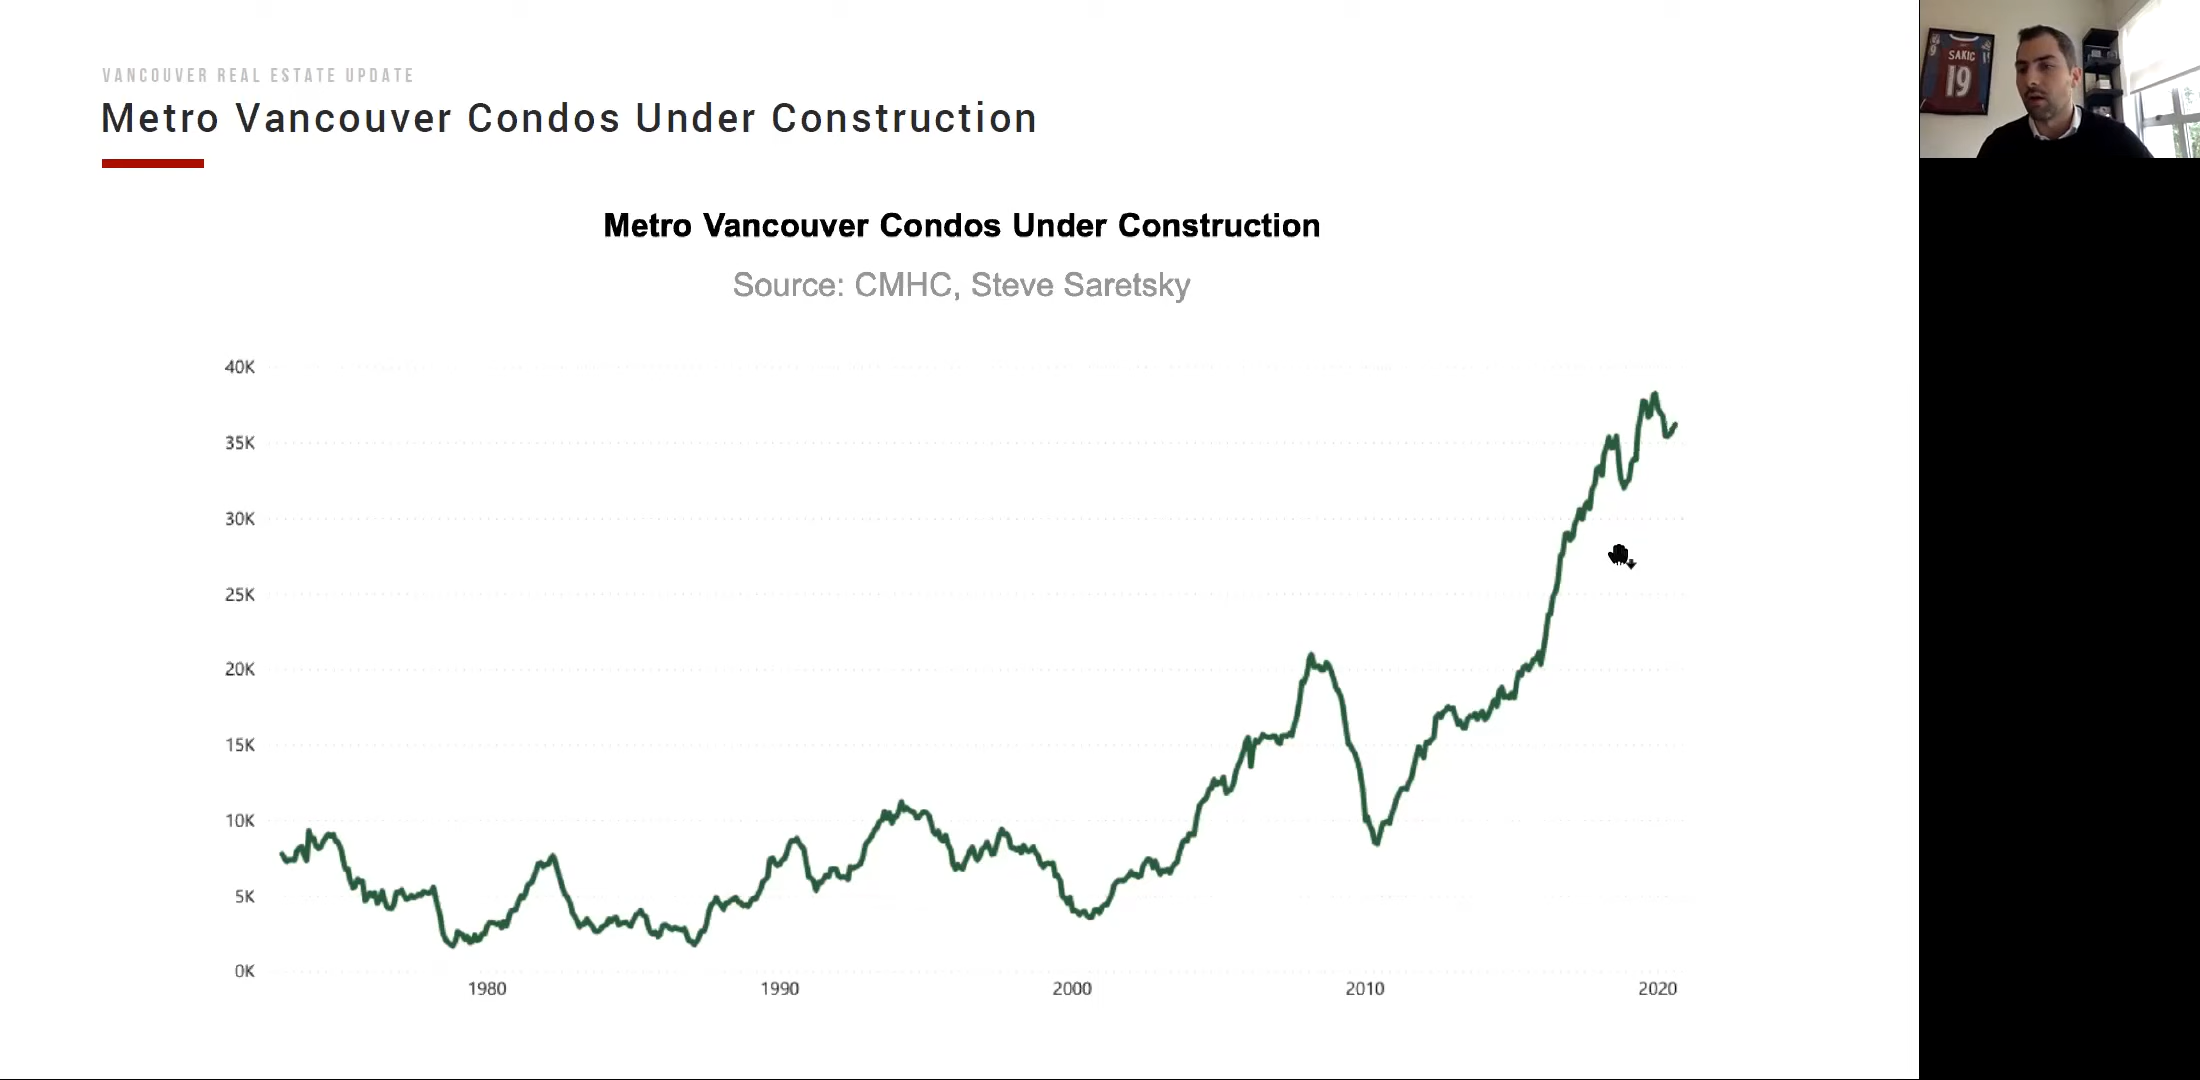 VANCOUVER REAL ESTATE UPDATE
Metro Vancouver Condos Under Construction
Metro Vancouver Condos Under Construction
Source: CMHC, Steve Saretsky
40K
35K
30K
25K
20K
15K
10K
5K
0K
1980
1990
2000
2010
2020
SAKIC
19